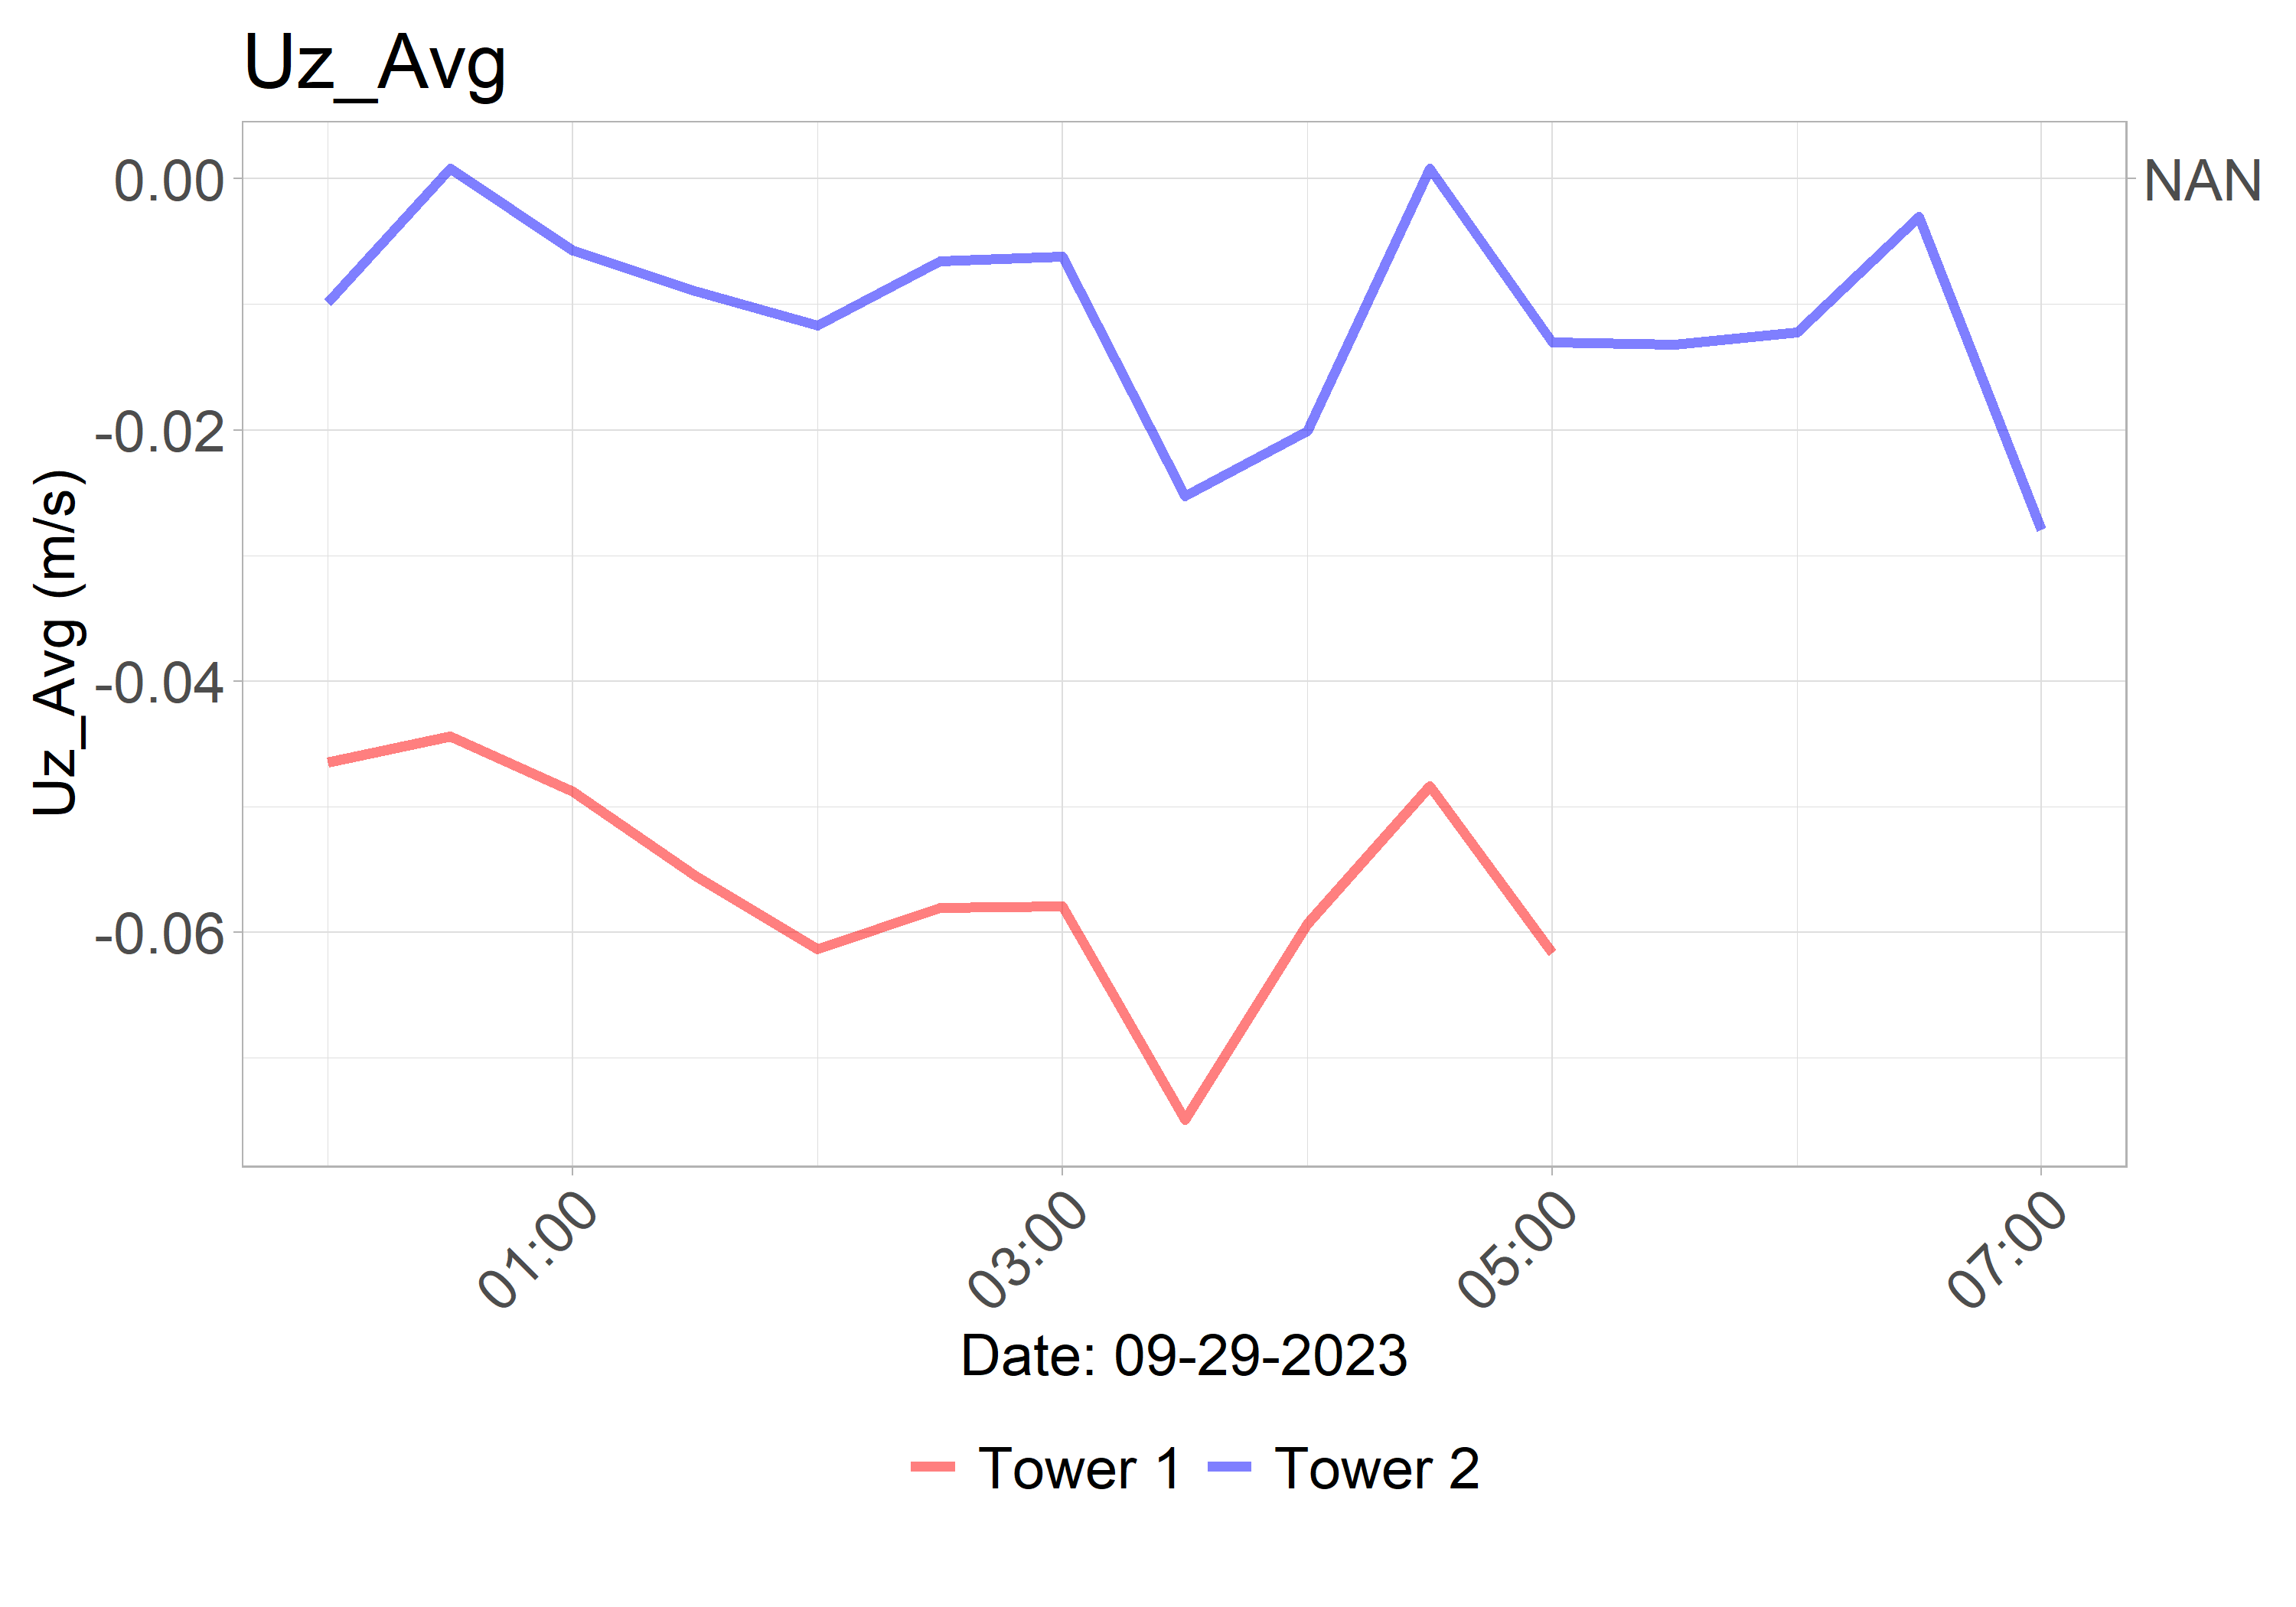 Uz_Avg
0.00
-0.02
-0.04
-0.06
NAN
Uz_Avg (m/s)
01:00
03:00
05:00
07:00
Date: 09-29-2023
Tower 1
Tower 2